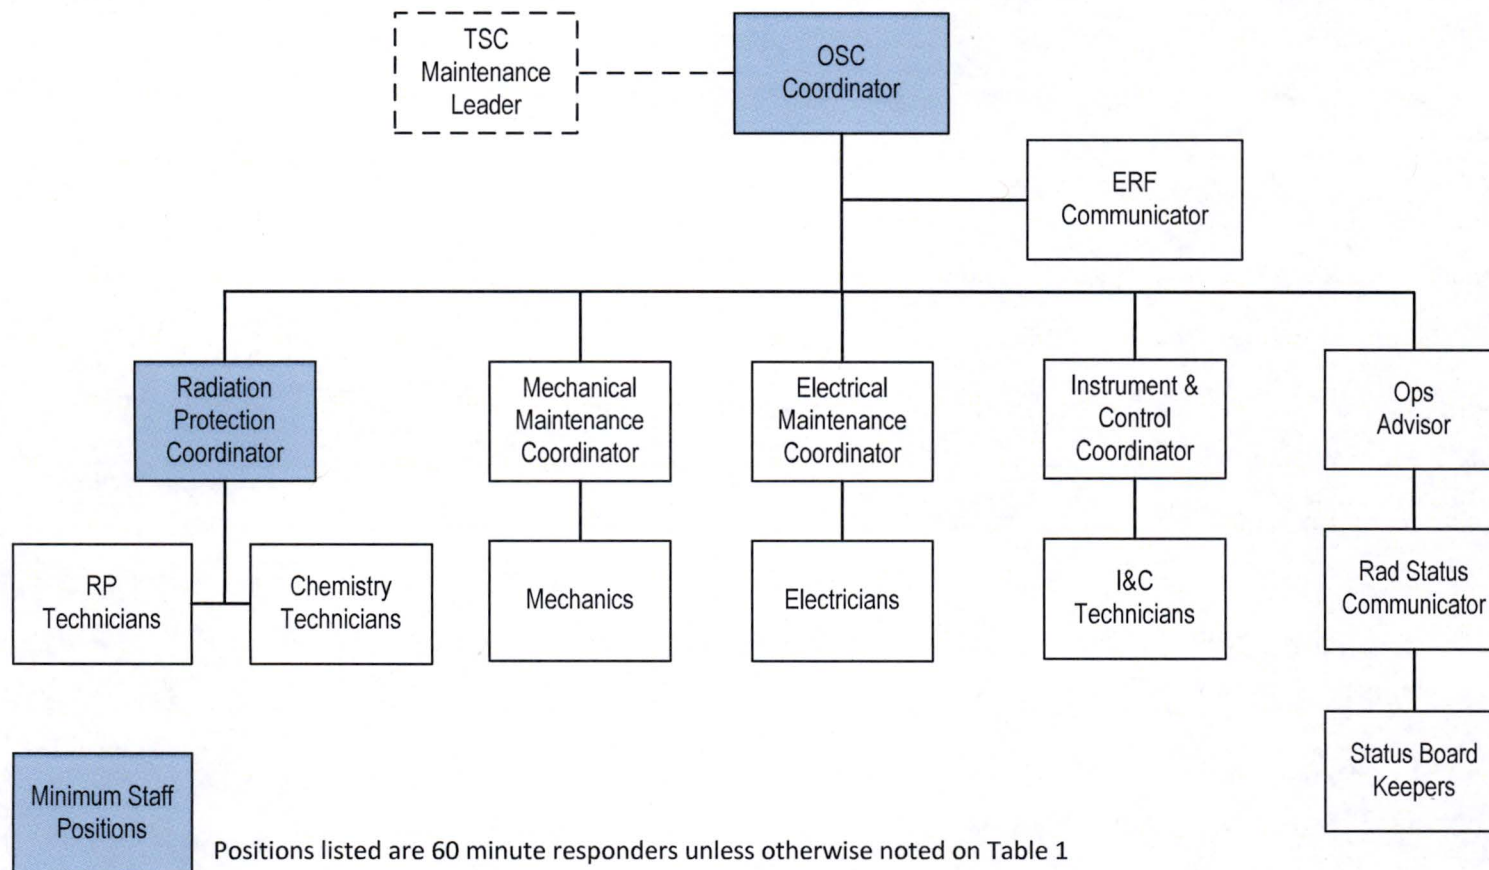 TSC
Maintenance
Leader
OSC
Coordinator
ERF
Communicator
Radiation
Protection
Coordinator
Mechanical
Maintenance
Coordinator
Electrical
Maintenance
Coordinator
Instrument &
Control
Coordinator
Ops
Advisor
RP
Technicians
Chemistry
Technicians
Mechanics
Electricians
I&C
Technicians
Rad Status
Communicator
Status Board
Keepers
Minimum Staff
Positions
Positions listed are 60 minute responders unless otherwise noted on Table 1